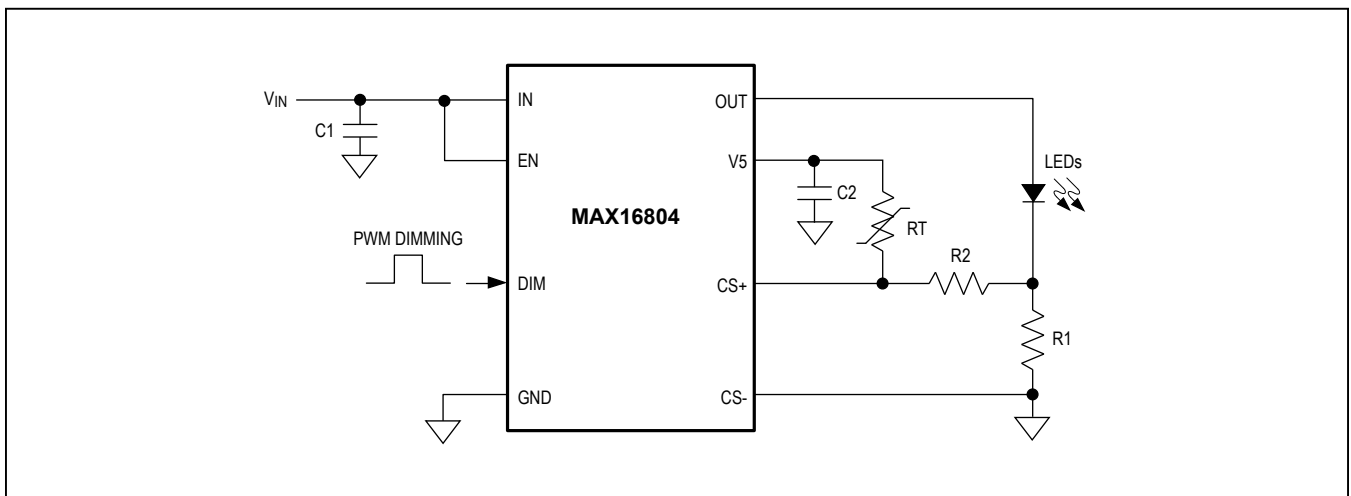 VIN
C1
IN
EN
PWM DIMMING
DIM
GND
MAX16804
OUT
V5
CS+
CS-
C2
RT
R2
LEDs
R1